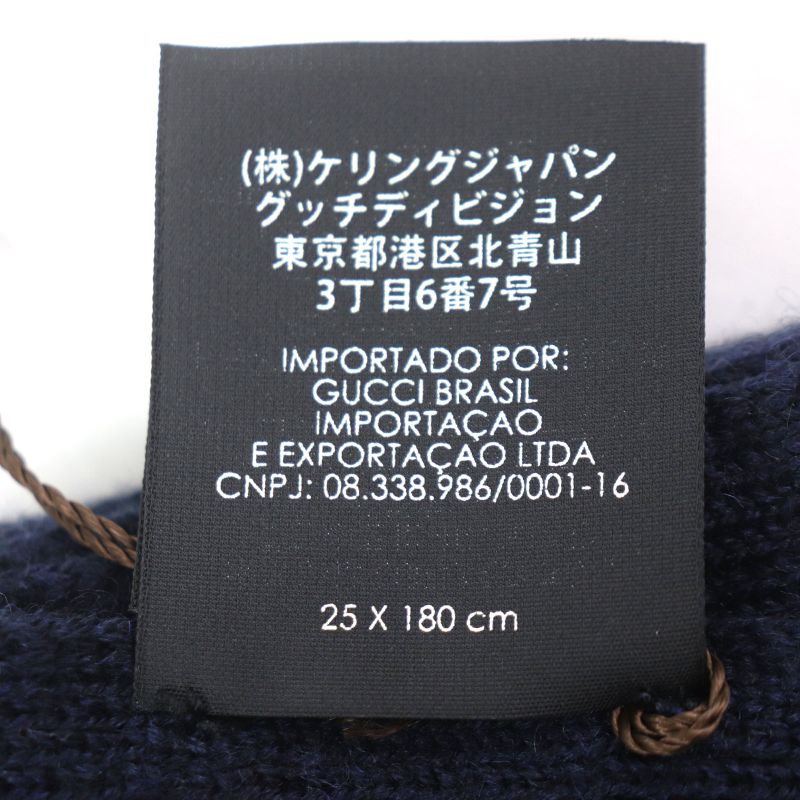 (株)ケリングジャパン
グッチディビジョン
東京都港区北青山
3丁目6番7号
IMPORTADO POR:
GUCCI BRASIL
IMPORTAÇAO
E EXPORTAÇAO LTDA
CNPJ: 08.338.986/0001-16
25 X 180 cm